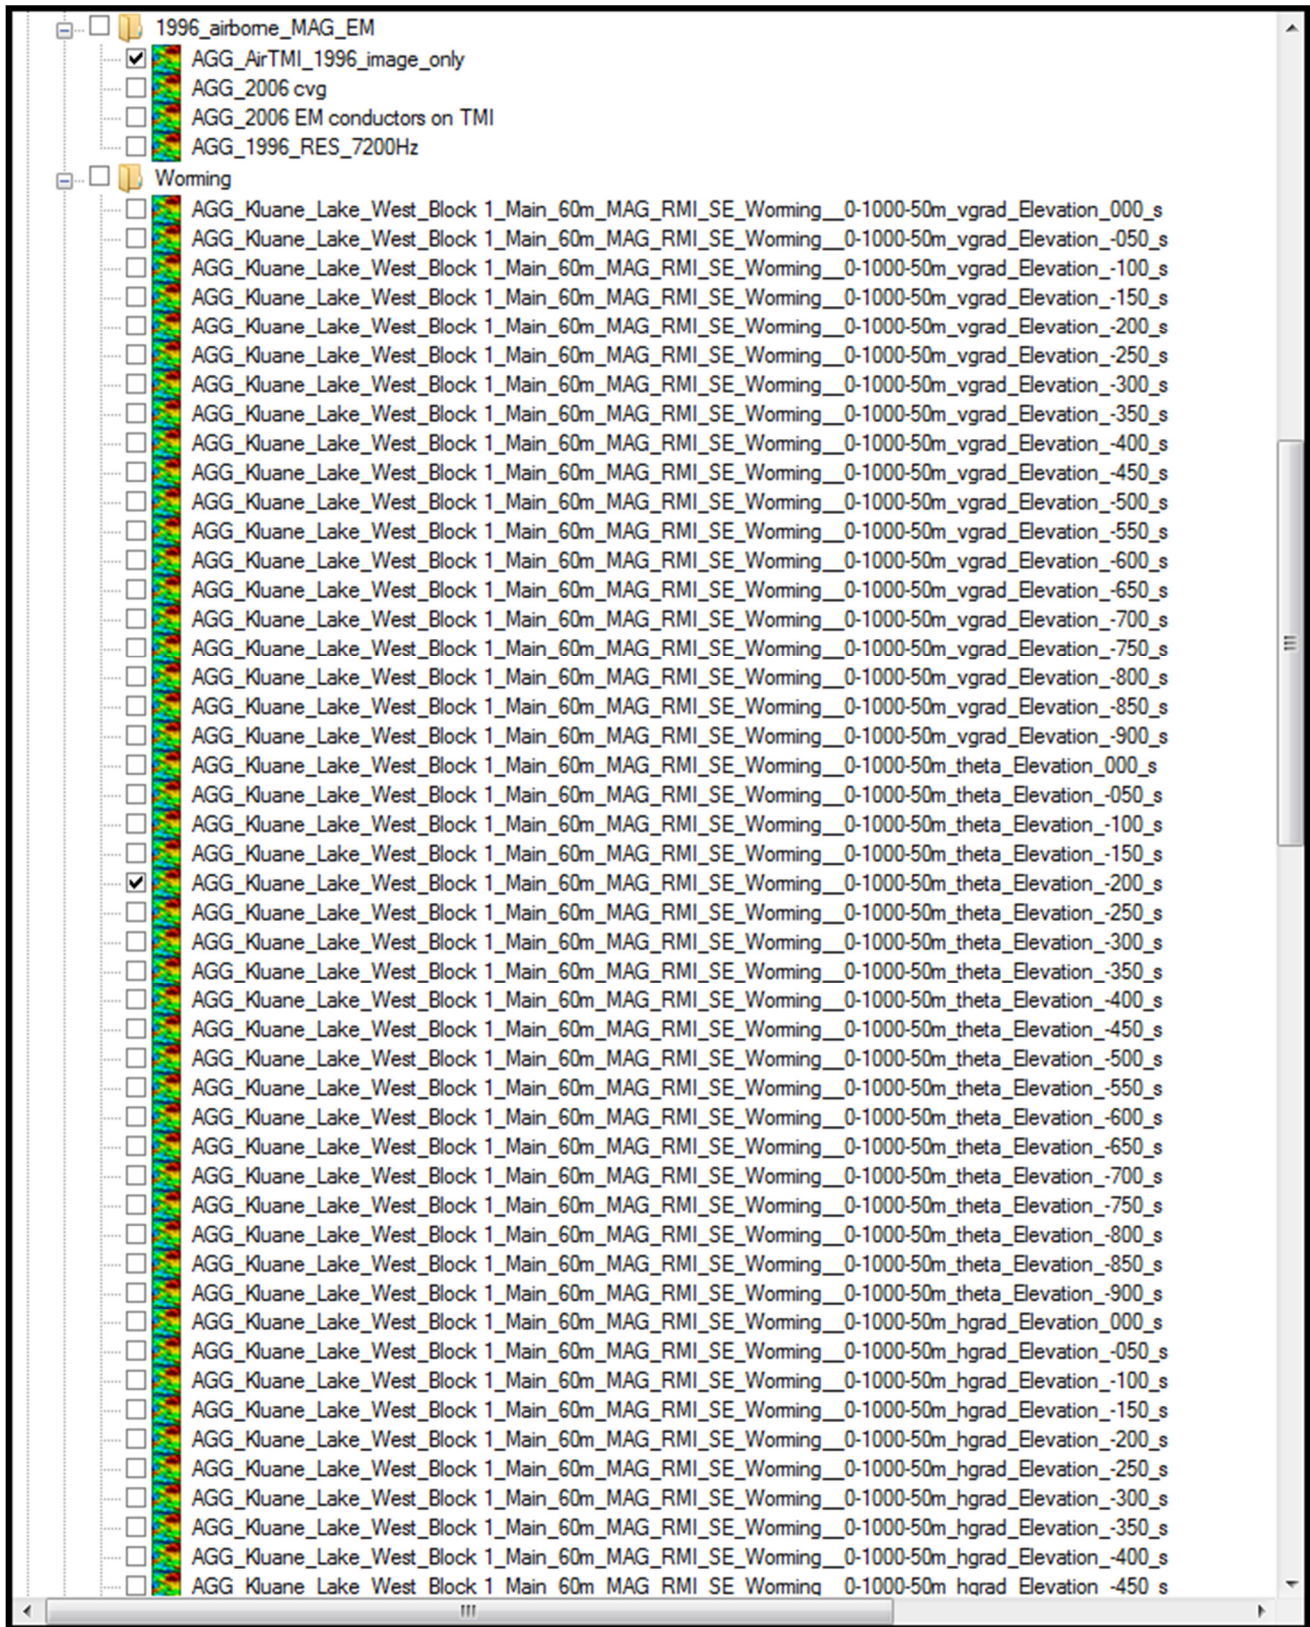 1996_airborne_MAG_EM
AGG_AirTMI_1996_image_only
AGG_2006 cvg
AGG_2006 EM conductors on TMI
AGG_1996_RES_7200Hz
Worming
AGG_Kluane_Lake_West_Block 1_Main_60m_MAG_RMI_SE_Worming__0-1000-50m_vgrad_Elevation_000_s
AGG_Kluane_Lake_West_Block 1_Main_60m_MAG_RMI_SE_Worming__0-1000-50m_vgrad_Elevation_-050_s
AGG_Kluane_Lake_West_Block 1_Main_60m_MAG_RMI_SE_Worming__0-1000-50m_vgrad_Elevation_-100_s
AGG_Kluane_Lake_West_Block 1_Main_60m_MAG_RMI_SE_Worming__0-1000-50m_vgrad_Elevation_-150_s
AGG_Kluane_Lake_West_Block 1_Main_60m_MAG_RMI_SE_Worming__0-1000-50m_vgrad_Elevation_-200_s
AGG_Kluane_Lake_West_Block 1_Main_60m_MAG_RMI_SE_Worming__0-1000-50m_vgrad_Elevation_-250_s
AGG_Kluane_Lake_West_Block 1_Main_60m_MAG_RMI_SE_Worming__0-1000-50m_vgrad_Elevation_-300_s
AGG_Kluane_Lake_West_Block 1_Main_60m_MAG_RMI_SE_Worming__0-1000-50m_vgrad_Elevation_-350_s
AGG_Kluane_Lake_West_Block 1_Main_60m_MAG_RMI_SE_Worming__0-1000-50m_vgrad_Elevation_-400_s
AGG_Kluane_Lake_West_Block 1_Main_60m_MAG_RMI_SE_Worming__0-1000-50m_vgrad_Elevation_-450_s
AGG_Kluane_Lake_West_Block 1_Main_60m_MAG_RMI_SE_Worming__0-1000-50m_vgrad_Elevation_-500_s
AGG_Kluane_Lake_West_Block 1_Main_60m_MAG_RMI_SE_Worming__0-1000-50m_vgrad_Elevation_-550_s
AGG_Kluane_Lake_West_Block 1_Main_60m_MAG_RMI_SE_Worming__0-1000-50m_vgrad_Elevation_-600_s
AGG_Kluane_Lake_West_Block 1_Main_60m_MAG_RMI_SE_Worming__0-1000-50m_vgrad_Elevation_-650_s
AGG_Kluane_Lake_West_Block 1_Main_60m_MAG_RMI_SE_Worming__0-1000-50m_vgrad_Elevation_-700_s
AGG_Kluane_Lake_West_Block 1_Main_60m_MAG_RMI_SE_Worming__0-1000-50m_vgrad_Elevation_-750_s
AGG_Kluane_Lake_West_Block 1_Main_60m_MAG_RMI_SE_Worming__0-1000-50m_vgrad_Elevation_-800_s
AGG_Kluane_Lake_West_Block 1_Main_60m_MAG_RMI_SE_Worming__0-1000-50m_vgrad_Elevation_-850_s
AGG_Kluane_Lake_West_Block 1_Main_60m_MAG_RMI_SE_Worming__0-1000-50m_vgrad_Elevation_-900_s
AGG_Kluane_Lake_West_Block 1_Main_60m_MAG_RMI_SE_Worming__0-1000-50m_theta_Elevation_000_s
AGG_Kluane_Lake_West_Block 1_Main_60m_MAG_RMI_SE_Worming__0-1000-50m_theta_Elevation_-050_s
AGG_Kluane_Lake_West_Block 1_Main_60m_MAG_RMI_SE_Worming__0-1000-50m_theta_Elevation_-100_s
AGG_Kluane_Lake_West_Block 1_Main_60m_MAG_RMI_SE_Worming__0-1000-50m_theta_Elevation_-150_s
AGG_Kluane_Lake_West_Block 1_Main_60m_MAG_RMI_SE_Worming__0-1000-50m_theta_Elevation_-200_s
AGG_Kluane_Lake_West_Block 1_Main_60m_MAG_RMI_SE_Worming__0-1000-50m_theta_Elevation_-250_s
AGG_Kluane_Lake_West_Block 1_Main_60m_MAG_RMI_SE_Worming__0-1000-50m_theta_Elevation_-300_s
AGG_Kluane_Lake_West_Block 1_Main_60m_MAG_RMI_SE_Worming__0-1000-50m_theta_Elevation_-350_s
AGG_Kluane_Lake_West_Block 1_Main_60m_MAG_RMI_SE_Worming__0-1000-50m_theta_Elevation_-400_s
AGG_Kluane_Lake_West_Block 1_Main_60m_MAG_RMI_SE_Worming__0-1000-50m_theta_Elevation_-450_s
AGG_Kluane_Lake_West_Block 1_Main_60m_MAG_RMI_SE_Worming__0-1000-50m_theta_Elevation_-500_s
AGG_Kluane_Lake_West_Block 1_Main_60m_MAG_RMI_SE_Worming__0-1000-50m_theta_Elevation_-550_s
AGG_Kluane_Lake_West_Block 1_Main_60m_MAG_RMI_SE_Worming__0-1000-50m_theta_Elevation_-600_s
AGG_Kluane_Lake_West_Block 1_Main_60m_MAG_RMI_SE_Worming__0-1000-50m_theta_Elevation_-650_s
AGG_Kluane_Lake_West_Block 1_Main_60m_MAG_RMI_SE_Worming__0-1000-50m_theta_Elevation_-700_s
AGG_Kluane_Lake_West_Block 1_Main_60m_MAG_RMI_SE_Worming__0-1000-50m_theta_Elevation_-750_s
AGG_Kluane_Lake_West_Block 1_Main_60m_MAG_RMI_SE_Worming__0-1000-50m_theta_Elevation_-800_s
AGG_Kluane_Lake_West_Block 1_Main_60m_MAG_RMI_SE_Worming__0-1000-50m_theta_Elevation_-850_s
AGG_Kluane_Lake_West_Block 1_Main_60m_MAG_RMI_SE_Worming__0-1000-50m_theta_Elevation_-900_s
AGG_Kluane_Lake_West_Block 1_Main_60m_MAG_RMI_SE_Worming__0-1000-50m_hgrad_Elevation_000_s
AGG_Kluane_Lake_West_Block 1_Main_60m_MAG_RMI_SE_Worming__0-1000-50m_hgrad_Elevation_-050_s
AGG_Kluane_Lake_West_Block 1_Main_60m_MAG_RMI_SE_Worming__0-1000-50m_hgrad_Elevation_-100_s
AGG_Kluane_Lake_West_Block 1_Main_60m_MAG_RMI_SE_Worming__0-1000-50m_hgrad_Elevation_-150_s
AGG_Kluane_Lake_West_Block 1_Main_60m_MAG_RMI_SE_Worming__0-1000-50m_hgrad_Elevation_-200_s
AGG_Kluane_Lake_West_Block 1_Main_60m_MAG_RMI_SE_Worming__0-1000-50m_hgrad_Elevation_-250_s
AGG_Kluane_Lake_West_Block 1_Main_60m_MAG_RMI_SE_Worming__0-1000-50m_hgrad_Elevation_-300_s
AGG_Kluane_Lake_West_Block 1_Main_60m_MAG_RMI_SE_Worming__0-1000-50m_hgrad_Elevation_-350_s
AGG_Kluane_Lake_West_Block 1_Main_60m_MAG_RMI_SE_Worming__0-1000-50m_hgrad_Elevation_-400_s
AGG_Kluane_Lake_West_Block 1_Main_60m_MAG_RMI_SE_Worming__0-1000-50m_hgrad_Elevation_-450_s